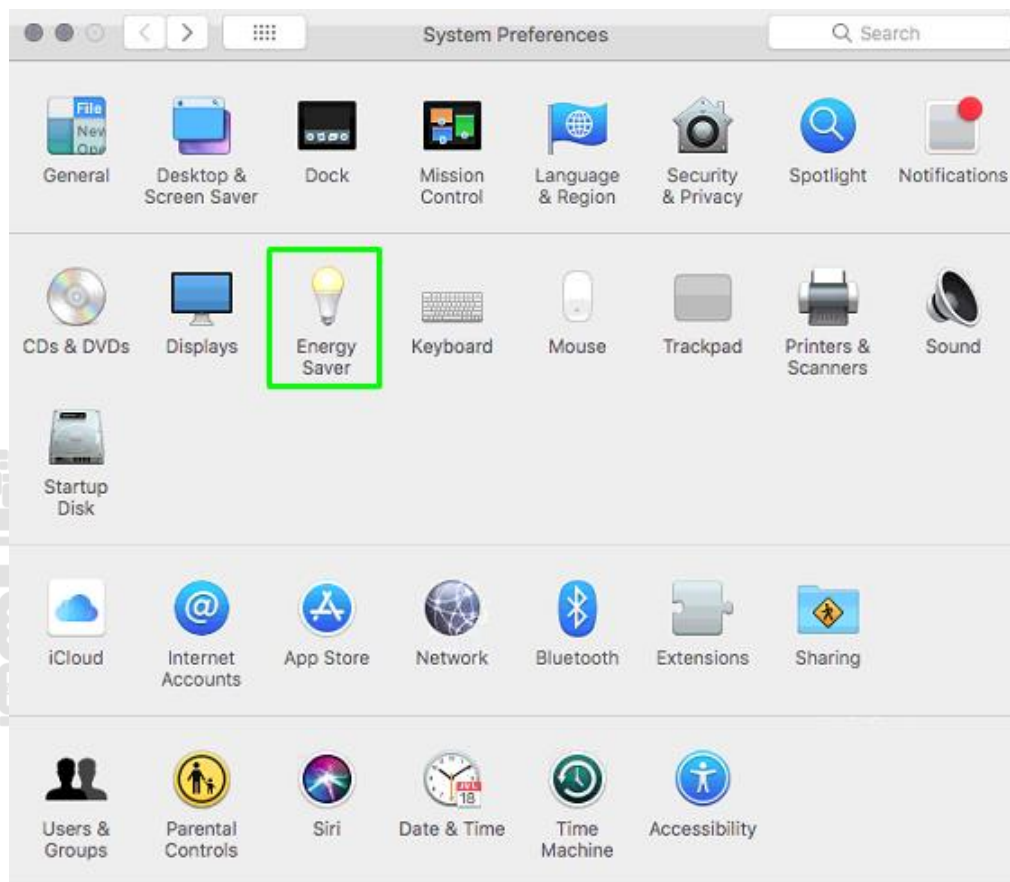 System Preferences
Search
File
New
Ope
General
Desktop &
Screen Saver
Dock
Mission
Control
Language
& Region
Security
& Privacy
Spotlight
Notifications
CDs & DVDs
Displays
Energy
Saver
Keyboard
Mouse
Trackpad
Printers &
Scanners
Sound
Startup
Disk
iCloud
@
Internet
Accounts
App Store
Network
Bluetooth
Extensions
Sharing
Users &
Groups
Parental
Controls
Siri
JUL
18
Date & Time
Time
Machine
Accessibility